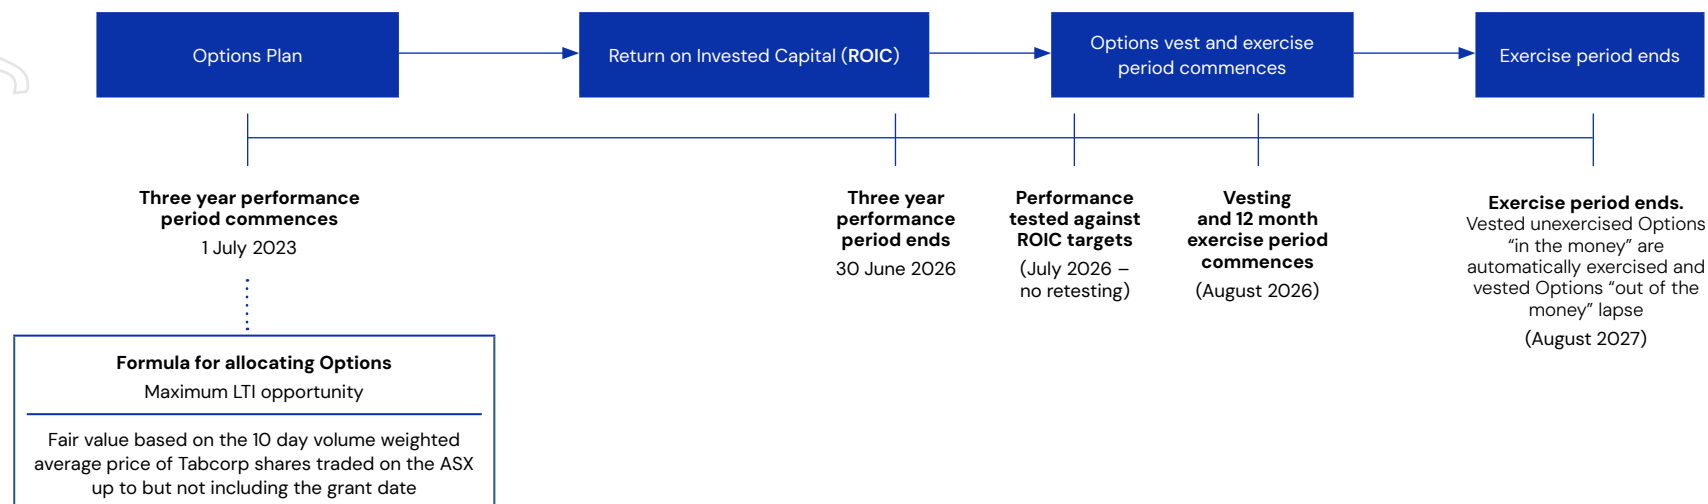 Options Plan
Return on Invested Capital (ROIC)
Options vest and exercise
period commences
Exercise period ends
Three year performance
period commences
1 July 2023
Three year
performance
period ends
30 June 2026
Performance
tested against
ROIC targets
(July 2026 –
no retesting)
Vesting
and 12 month
exercise period
commences
(August 2026)
Exercise period ends.
Vested unexercised Options
“in the money” are
automatically exercised and
vested Options “out of the
money” lapse
(August 2027)
Formula for allocating Options
Maximum LTI opportunity
Fair value based on the 10 day volume weighted
average price of Tabcorp shares traded on the ASX
up to but not including the grant date